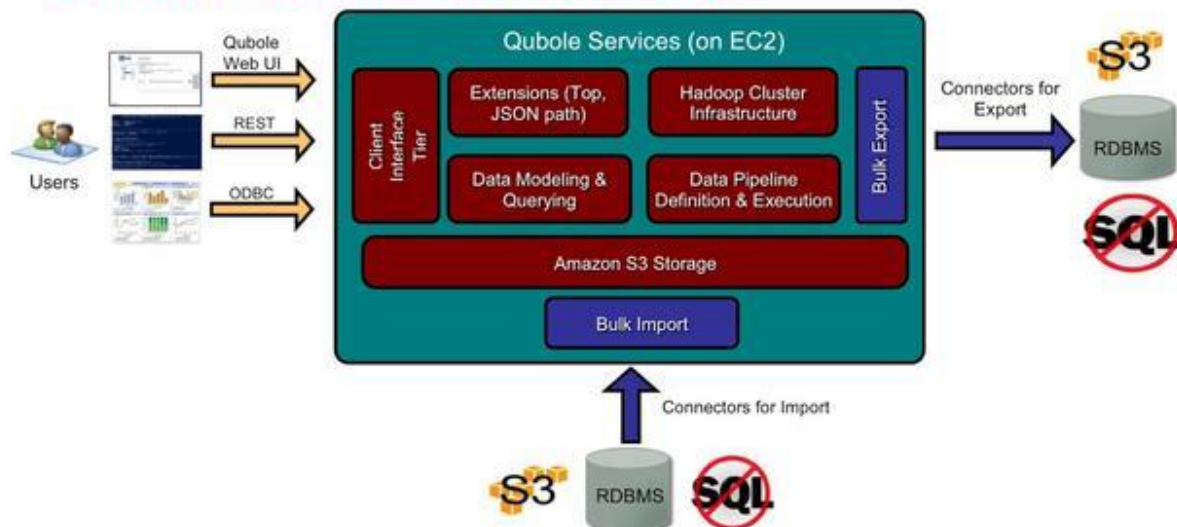 Qubole
Web UI
REST
ODBC
Users
Qubole Services (on EC2)
Client
Interface
Tier
Extensions (Top,
JSON path)
Hadoop Cluster
Infrastructure
Data Modeling &
Querying
Data Pipeline
Definition & Execution
Bulk Export
Amazon S3 Storage
Bulk Import
Connectors for
Export
S3
RDBMS
SQL
Connectors for Import
S3
RDBMS
SQL